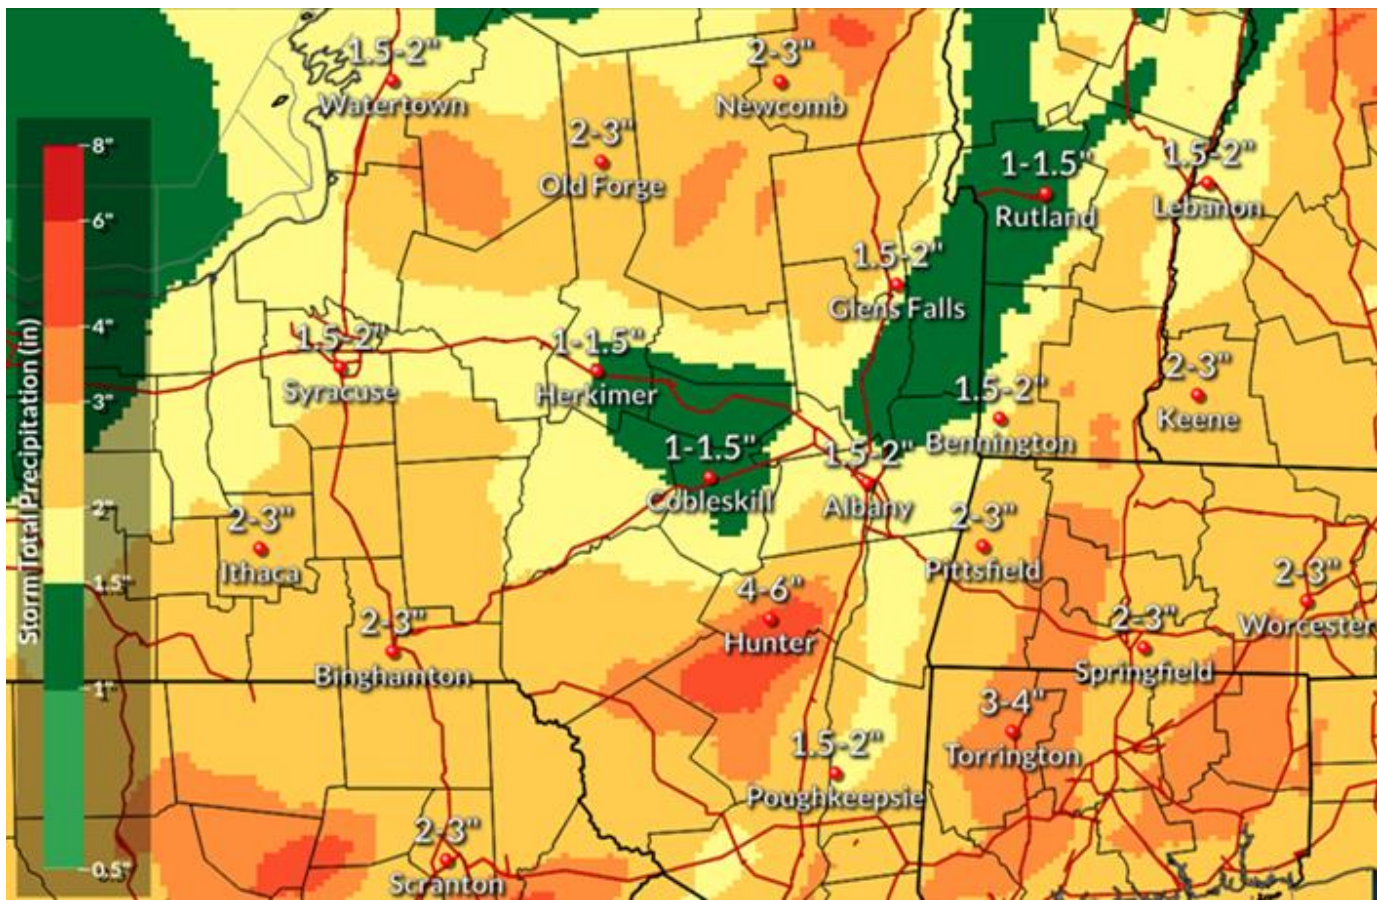 1.5-2"
Watertown
2-3"
Newcomb
2-3"
Old Forge
1-1.5"
Rutland
1.5-2"
Lebanon
1.5-2"
Glens Falls
1.5-2"
Syracuse
1-1.5"
Herkimer
1.5-2"
Bennington
2-3"
Keene
1-1.5"
Cobleskill
1.5-2"
Albany
2-3"
Ithaca
2-3"
Pittsfield
4-6"
Hunter
2-3"
Worcester
2-3"
Binghamton
2-3"
Springfield
3-4"
Torrington
1.5-2"
Poughkeepsie
2-3"
Scranton
Storm Total Precipitation (in)
8"
6"
4"
3"
2"
1.5"
1"
0.5"